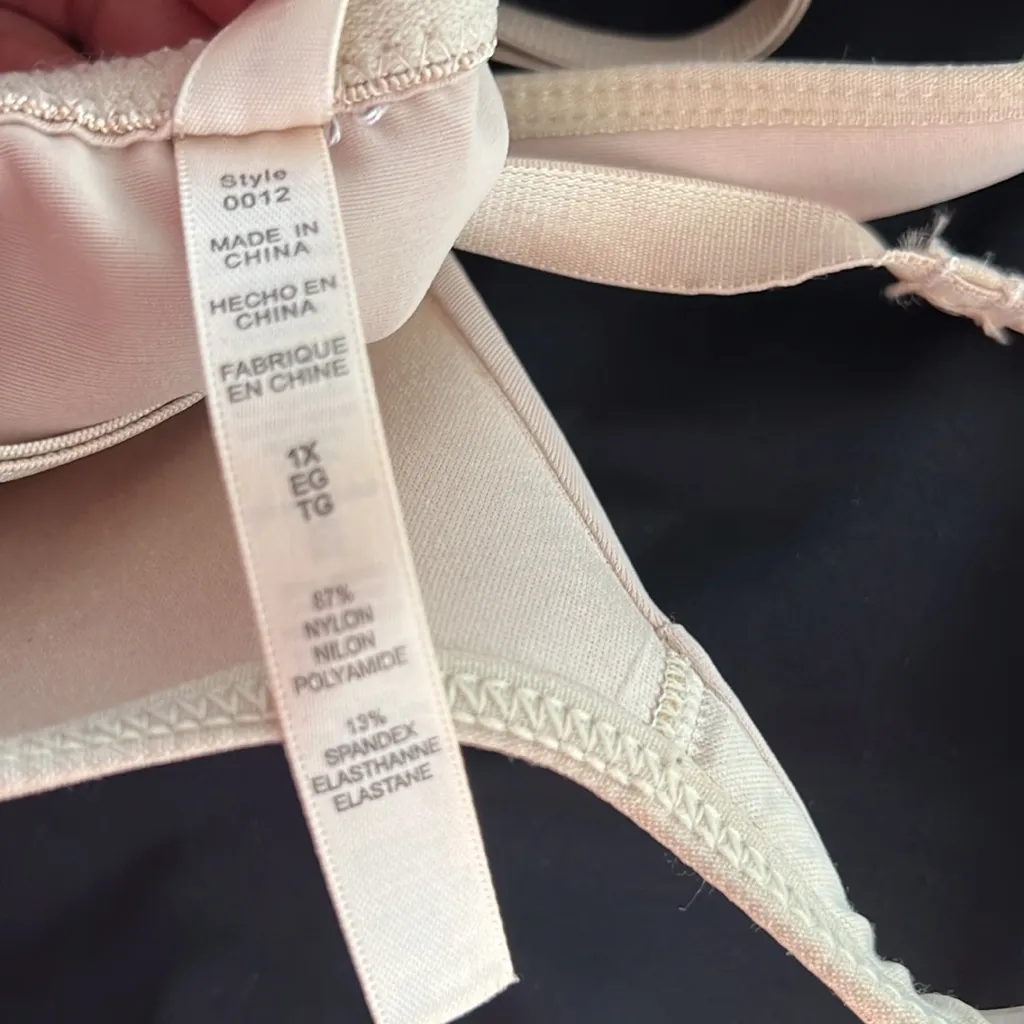 Style
0012
MADE IN
CHINA
HECHO EN
CHINA
FABRIQUE
EN CHINE
1X
EG
TG
87%
NYLON
NILON
POLYAMIDE
13%
SPANDEX
ELASTHANNE
ELASTANE